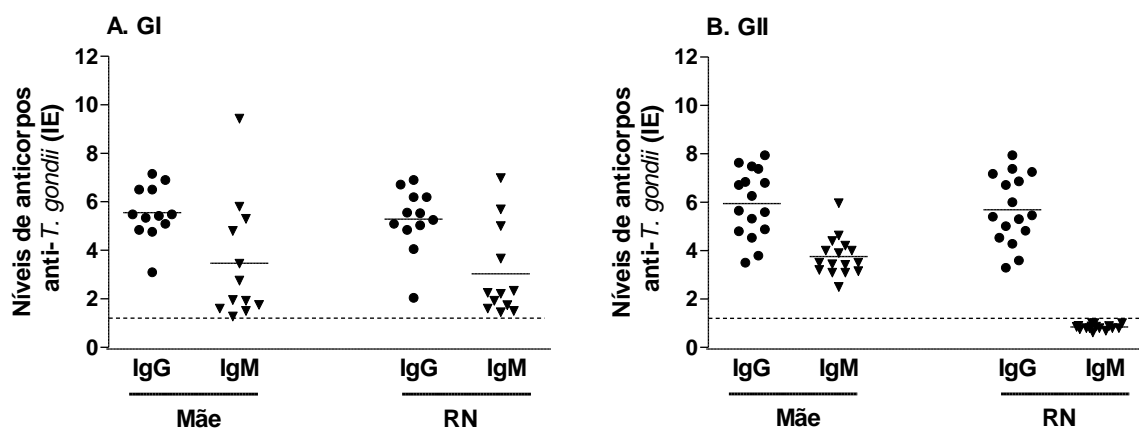 A. GI
Níveis de anticorpos
anti-T. gondii (IE)
12
10
8
6
4
2
0
IgG
IgM
IgG
IgM
Mãe
RN
B. GII
Níveis de anticorpos
anti-T. gondii (IE)
12
10
8
6
4
2
0
IgG
IgM
IgG
IgM
Mãe
RN